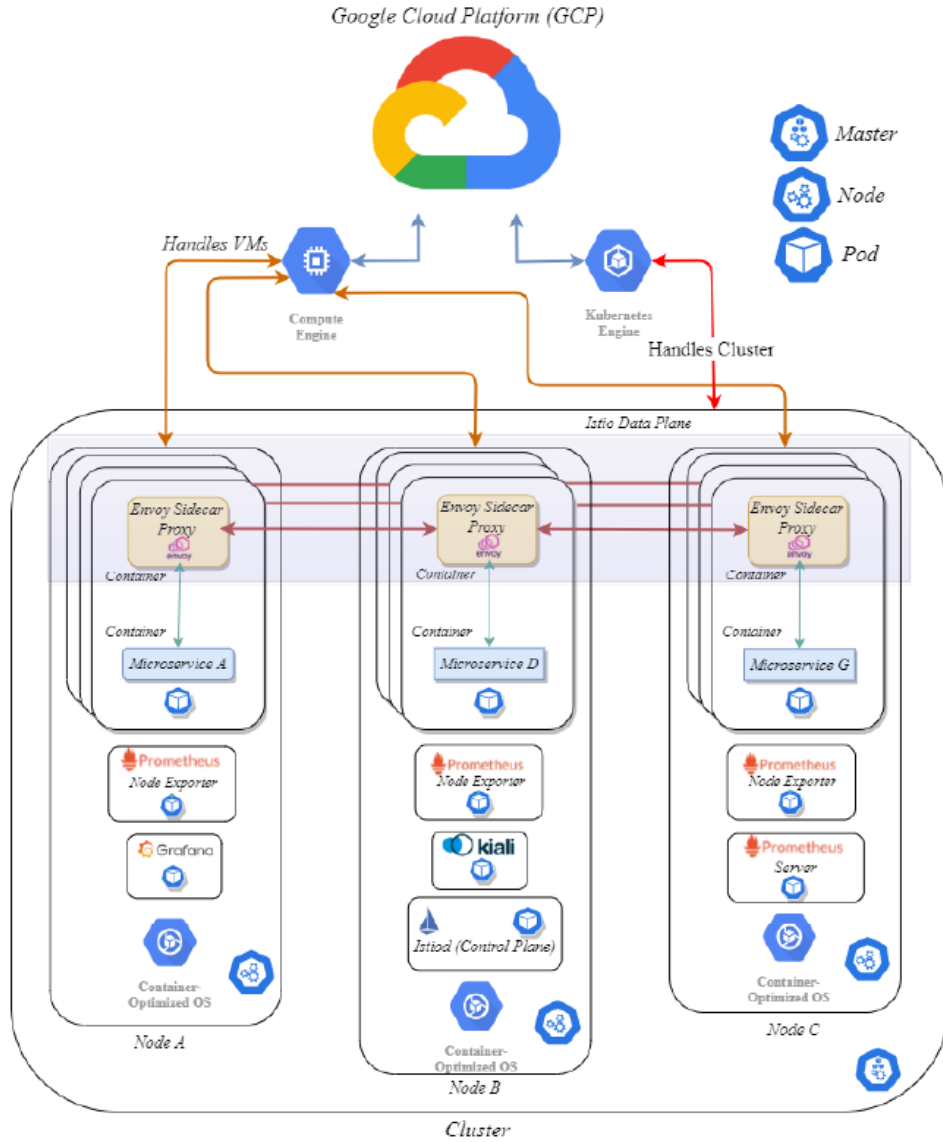 Google Cloud Platform (GCP)
Master
Node
Pod
Handles VMs
Compute
Engine
Kubernetes
Engine
Handles Cluster
Istio Data Plane
Envoy Sidecar
Proxy
envoy
Container
Container
Microservice A
Envoy Sidecar
Proxy
envoy
Container
Container
Microservice D
Envoy Sidecar
Proxy
envoy
Container
Container
Microservice G
Prometheus
Node Exporter
Grafana
Container-
Optimized OS
Node A
Prometheus
Node Exporter
kiali
Istiod (Control Plane)
Container-
Optimized OS
Node B
Prometheus
Node Exporter
Prometheus
Server
Container-
Optimized OS
Node C
Cluster